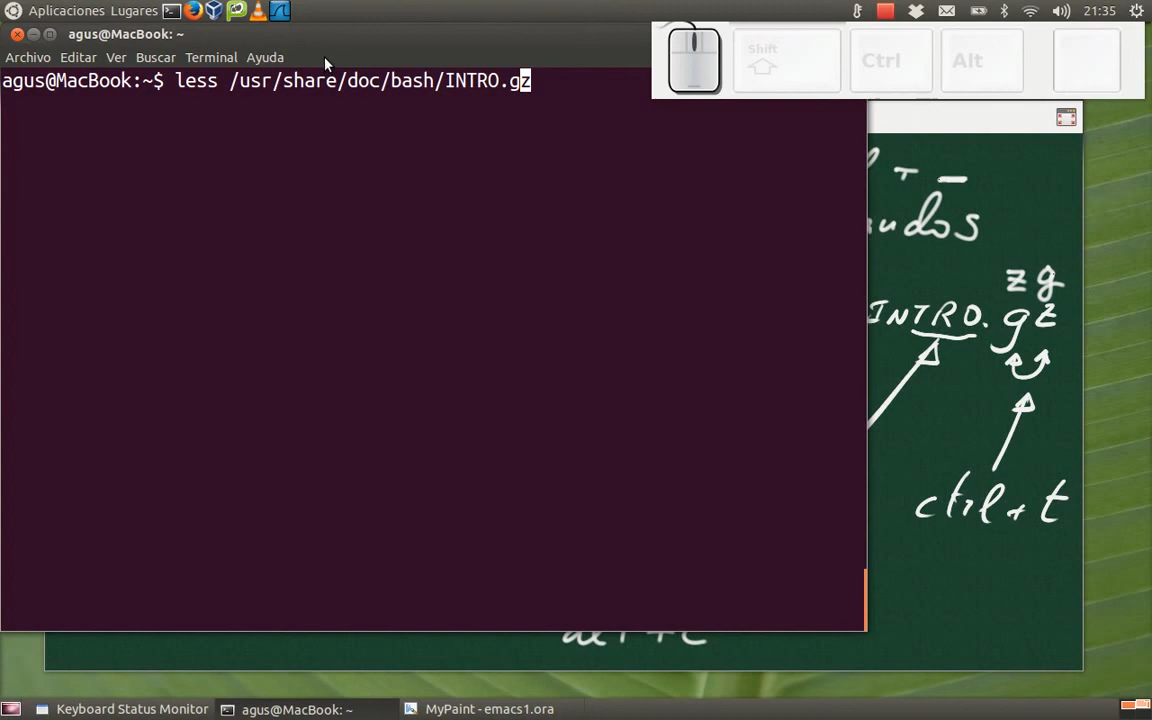 Aplicaciones Lugares
21:35
agus@MacBook: ~
Archivo Editar Ver Buscar Terminal Ayuda
agus@MacBook:~$ less /usr/share/doc/bash/INTRO.gz
Shift
Ctrl
Alt
z g
INTRO. gz
ctrl+t
Keyboard Status Monitor
agus@MacBook: ~
MyPaint - emacs1.ora